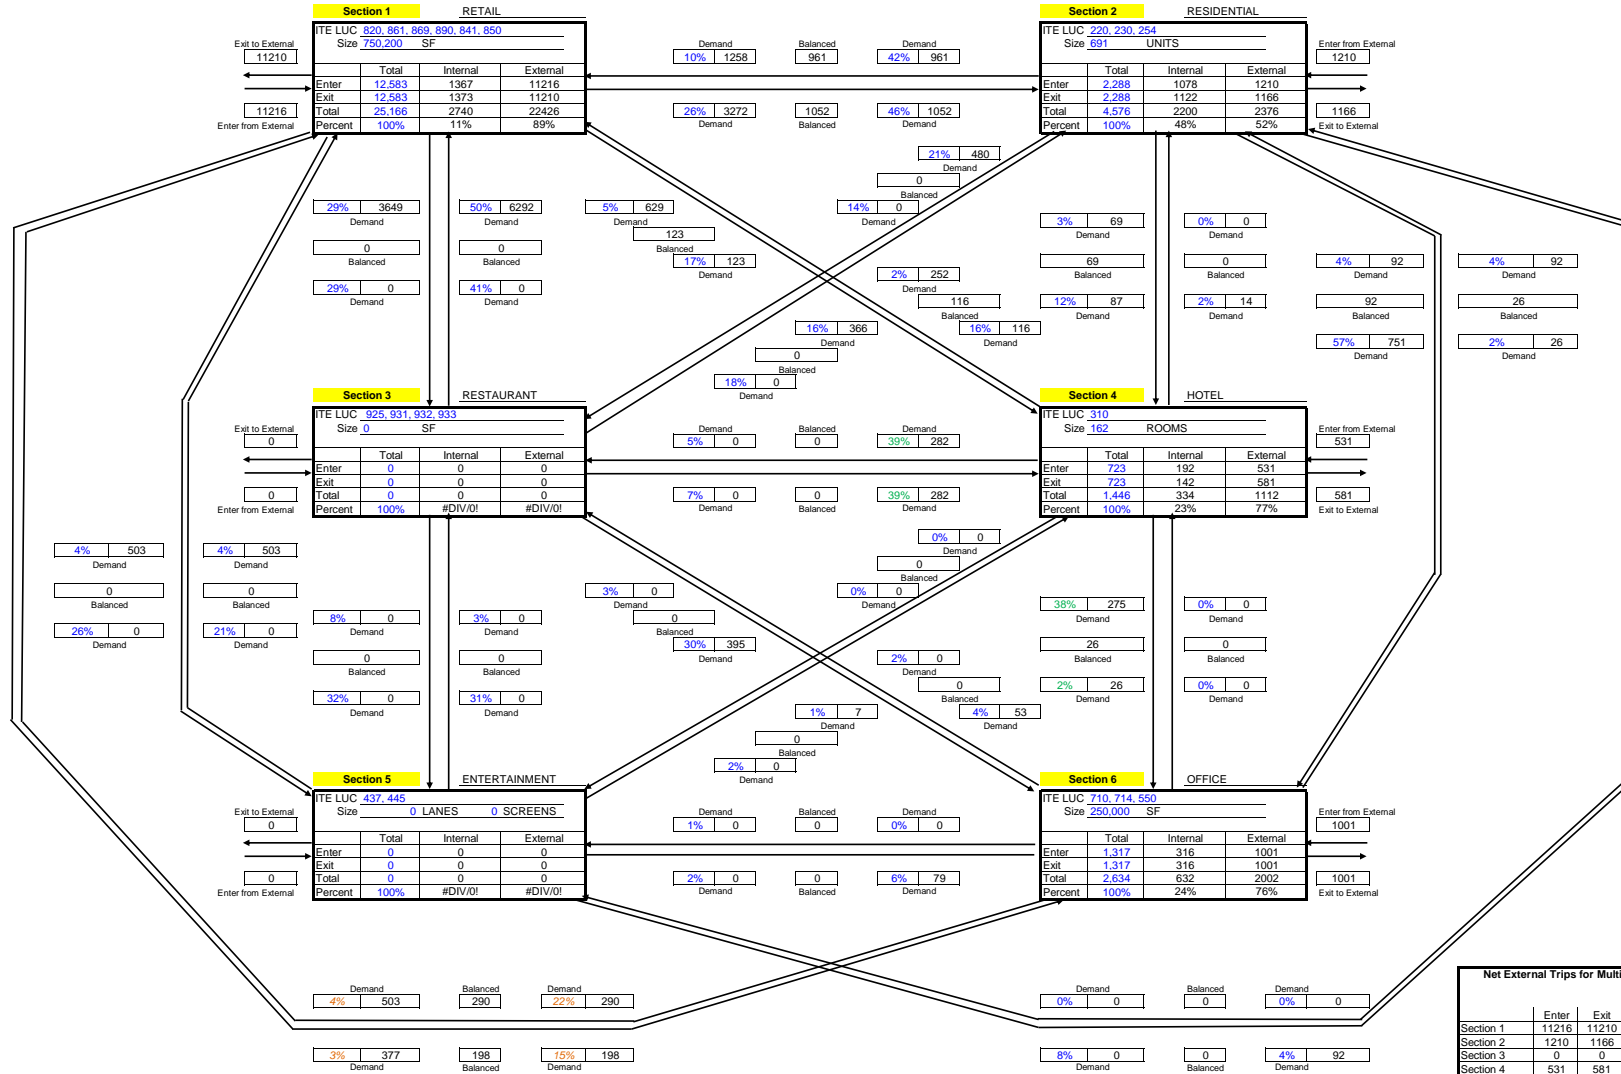 Section 1 RETAIL Section 2 RESIDENTIAL
ITE LUC 820, 861, 869, 890, 841, 850 ITE LUC 220, 230, 254
Exit to External Size 750,200 SF Demand Balanced Demand Size 691 UNITS Enter from External
11210 10% 1258 961 42% 961 1210
Total Internal External Total Internal External
Enter 12,583 1367 11216 Enter 2,288 1078 1210
Exit 12,583 1373 11210 Exit 2,288 1122 1166
11216 Total 25,166 2740 22426 26% 3272 1052 46% 1052 Total 4,576 2200 2376 1166
Enter from External Percent 100% 11% 89% Demand Balanced Demand Percent 100% 48% 52% Exit to External
21% 480
Demand
0
Balanced
29% 3649 50% 6292 5% 629 14% 0
Demand Demand Demand Demand
3% 69 0% 0
Demand Demand
123
Balanced
0 0
Balanced Balanced
17% 123 69 0 4% 92 4% 92
Demand Balanced Balanced Demand Demand
2% 252
Demand
29% 0 41% 0
Demand Demand
116 12% 87 2% 14 92 26
Balanced Demand Demand Balanced Balanced
16% 366 16% 116
Demand Demand
57% 751 2% 26
Demand Demand
0
Balanced
18% 0
Demand
Section 3 RESTAURANT Section 4 HOTEL
ITE LUC 925, 931, 932, 933 ITE LUC 310
Exit to External Size 0 SF Demand Balanced Demand Size 162 ROOMS Enter from External
0 5% 0 0 39% 282 531
Total Internal External Total Internal External
Enter 0 0 0 Enter 723 192 531
Exit 0 0 0 Exit 723 142 581
0 Total 0 0 0 7% 0 0 39% 282 Total 1,446 334 1112 581
Enter from External Percent 100% #DIV/0! #DIV/0! Demand Balanced Demand Percent 100% 23% 77% Exit to External
0% 0
Demand
4% 503 4% 503
Demand Demand
0
Balanced
0 0 3% 0 0% 0
Balanced Balanced Demand Demand
38% 275 0% 0
Demand Demand
8% 0 3% 0 0
Demand Demand Balanced
26% 0 21% 0
Demand Demand
30% 395 26 0
Demand Balanced Balanced
0 0 2% 0
Balanced Balanced Demand
0 2% 26 0% 0
Balanced Demand Demand
32% 0 31% 0
Demand Demand
1% 7 4% 53
Demand Demand
0
Balanced
2% 0
Demand
Section 5 ENTERTAINMENT Section 6 OFFICE
ITE LUC 437, 445 ITE LUC 710, 714, 550
Exit to External Size 0 LANES 0 SCREENS Demand Balanced Demand Size 250,000 SF Enter from External
0 1% 0 0 0% 0 1001
Total Internal External Total Internal External
Enter 0 0 0 Enter 1,317 316 1001
Exit 0 0 0 Exit 1,317 316 1001
0 Total 0 0 0 2% 0 0 6% 79 Total 2,634 632 2002 1001
Enter from External Percent 100% #DIV/0! #DIV/0! Demand Balanced Demand Percent 100% 24% 76% Exit to External
Net External Trips for Multi
Demand Balanced Demand Demand Balanced Demand
4% 503 290 22% 290 0% 0 0 0% 0
Enter Exit
Section 1 11216 11210
Section 2 1210 1166
3% 377 198 15% 198 8% 0 0 4% 92
Section 3 0 0
Demand Balanced Demand Demand Balanced Demand
Section 4 531 581